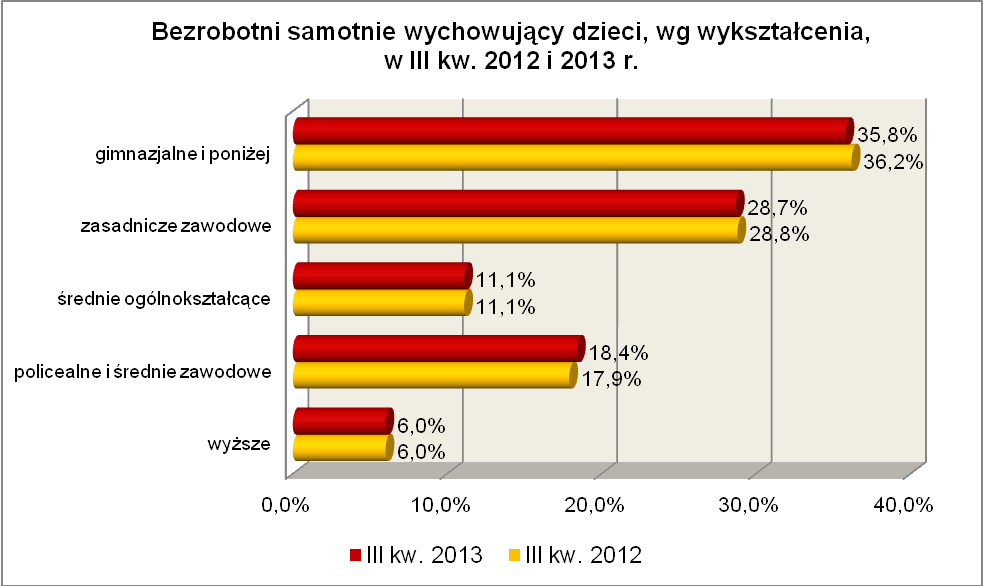 Bezrobotni samotnie wychowujący dzieci, wg wykształcenia,
w III kw. 2012 i 2013 r.
gimnazjalne i poniżej
35,8%
36,2%
zasadnicze zawodowe
28,7%
28,8%
średnie ogólnokształcące
11,1%
11,1%
policealne i średnie zawodowe
18,4%
17,9%
wyższe
6,0%
6,0%
0,0% 10,0% 20,0% 30,0% 40,0%
III kw. 2013 III kw. 2012